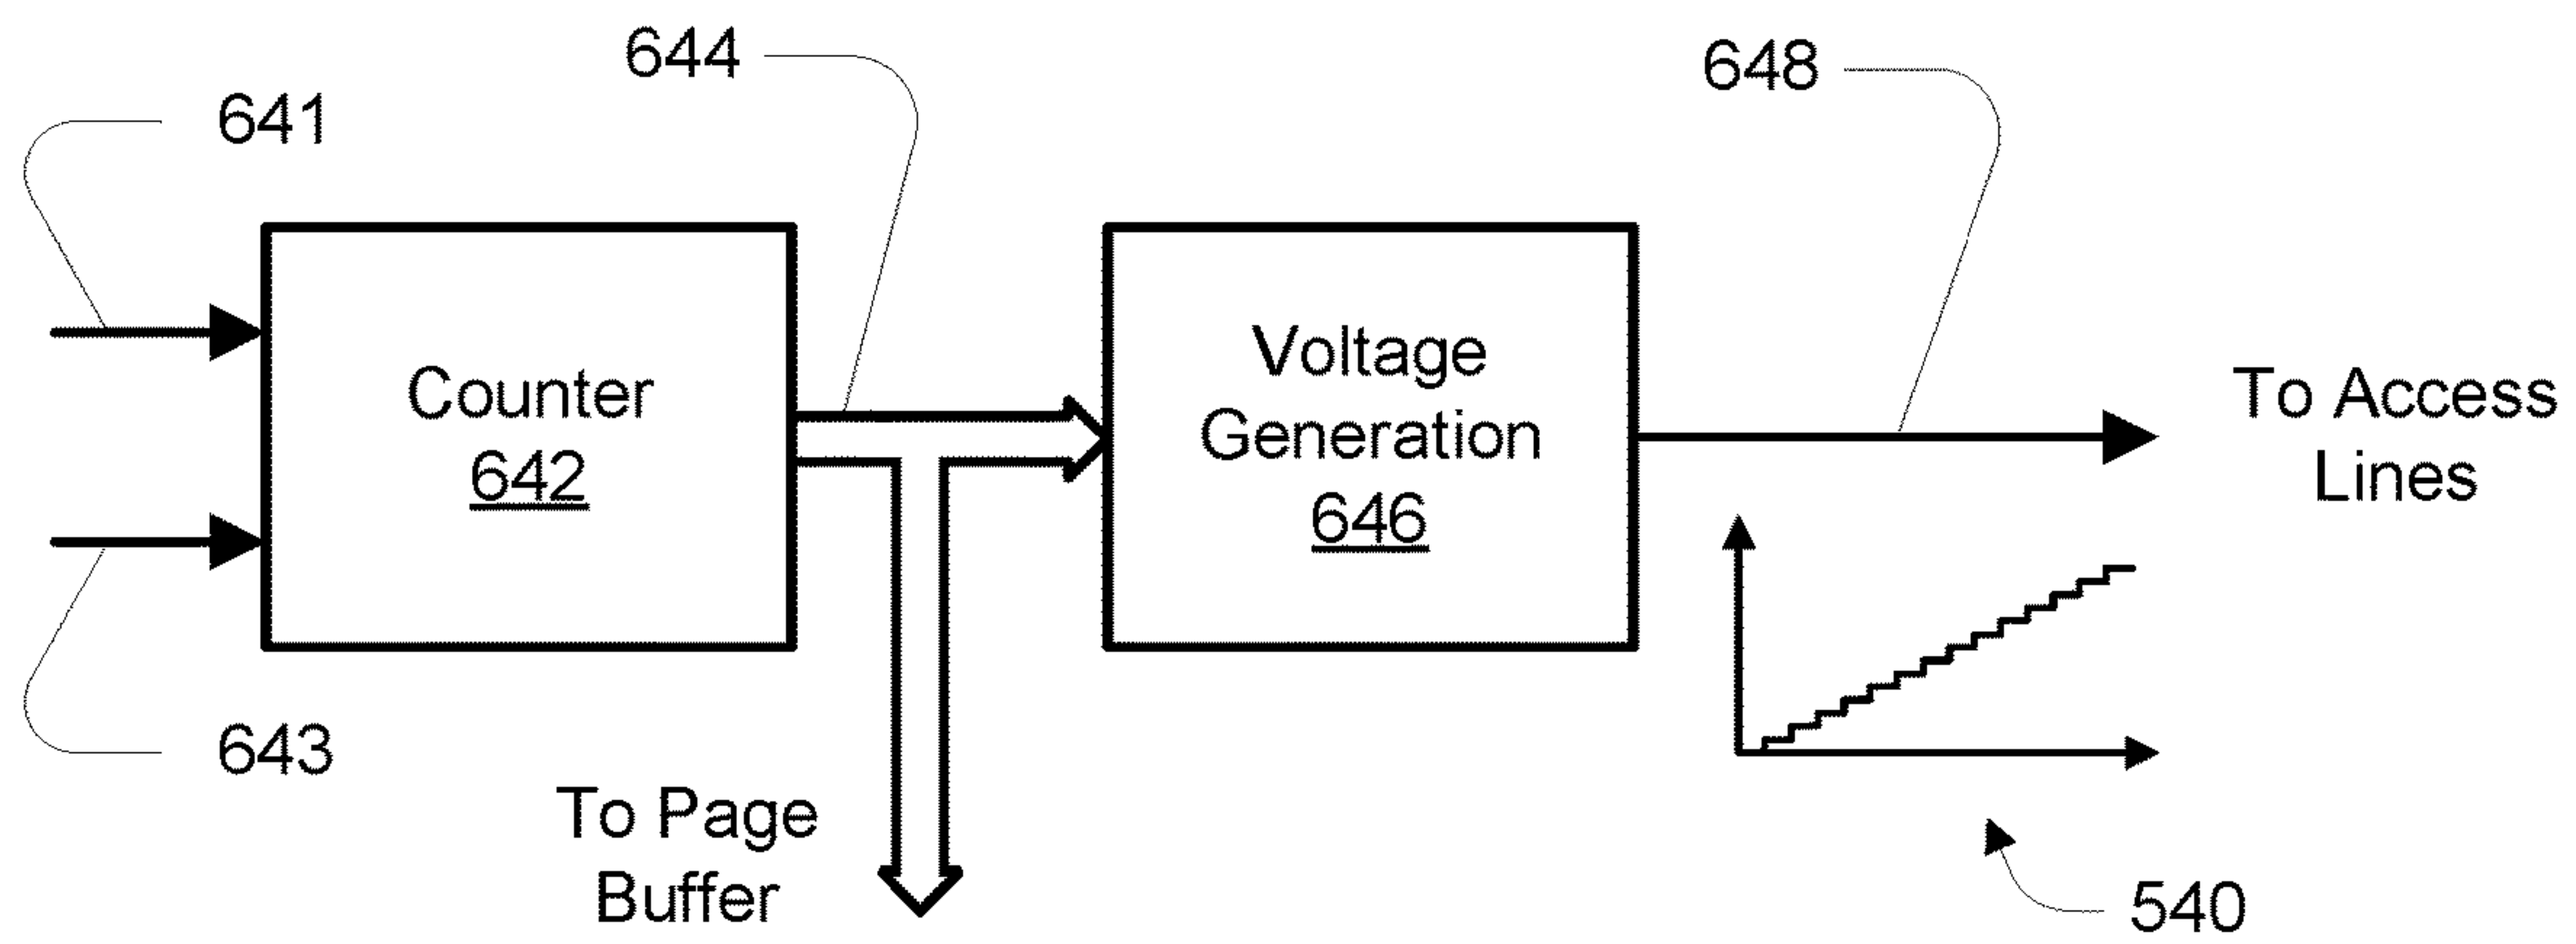 644
648
641
Counter
642
Voltage
Generation
646
To Access
Lines
643
To Page
Buffer
540